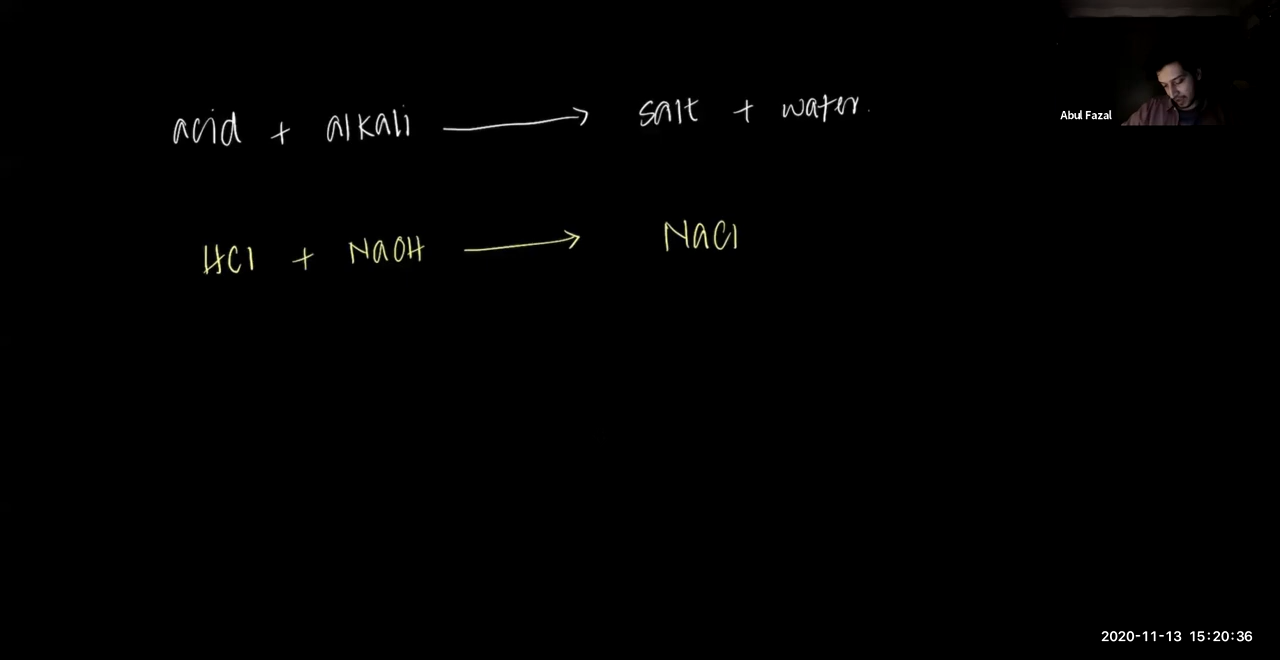 acid + alkali → salt + water.
Abul Fazal
HCl + NaOH → NaCl
2020-11-13 15:20:36